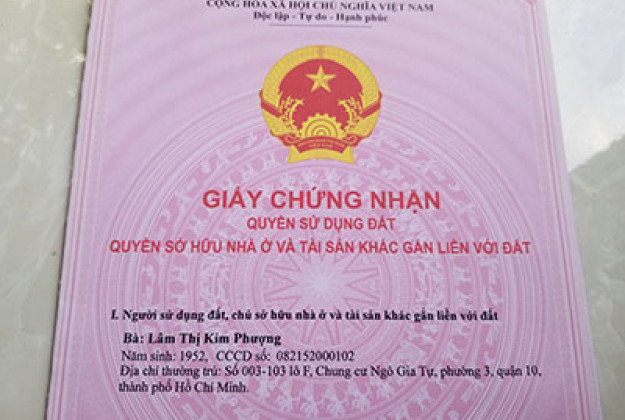 CỘNG HÒA XÃ HỘI CHỦ NGHĨA VIỆT NAM
Độc lập - Tự do - Hạnh phúc
GIẤY CHỨNG NHẬN
QUYỀN SỬ DỤNG ĐẤT
QUYỀN SỞ HỮU NHÀ Ở VÀ TÀI SẢN KHÁC GẮN LIỀN VỚI ĐẤT
I. Người sử dụng đất, chủ sở hữu nhà ở và tài sản khác gắn liền với đất
Bà: Lâm Thị Kim Phượng
Năm sinh: 1952, CCCD số: 082152000102
Địa chỉ thường trú: Số 003-103 lô F, Chung cư Ngô Gia Tự, phường 3, quận 10,
thành phố Hồ Chí Minh.